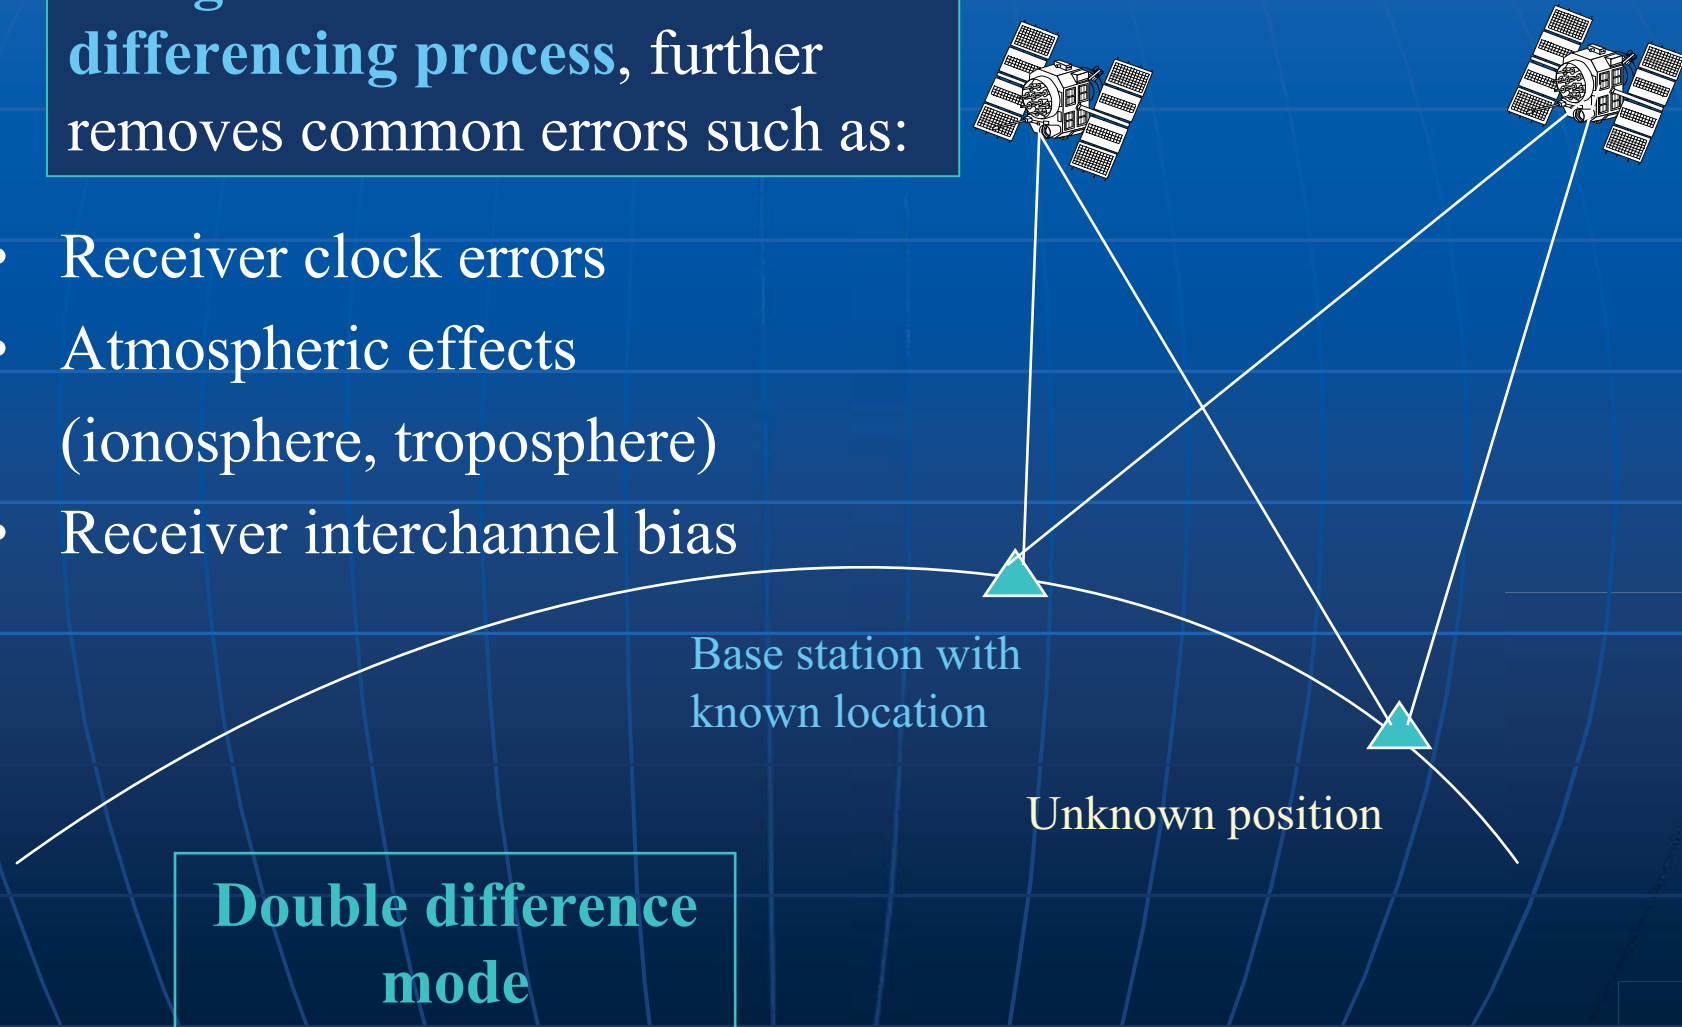 differencing process, further
removes common errors such as:
• Receiver clock errors
• Atmospheric effects
(ionosphere, troposphere)
• Receiver interchannel bias
Base station with
known location
Unknown position
Double difference
mode